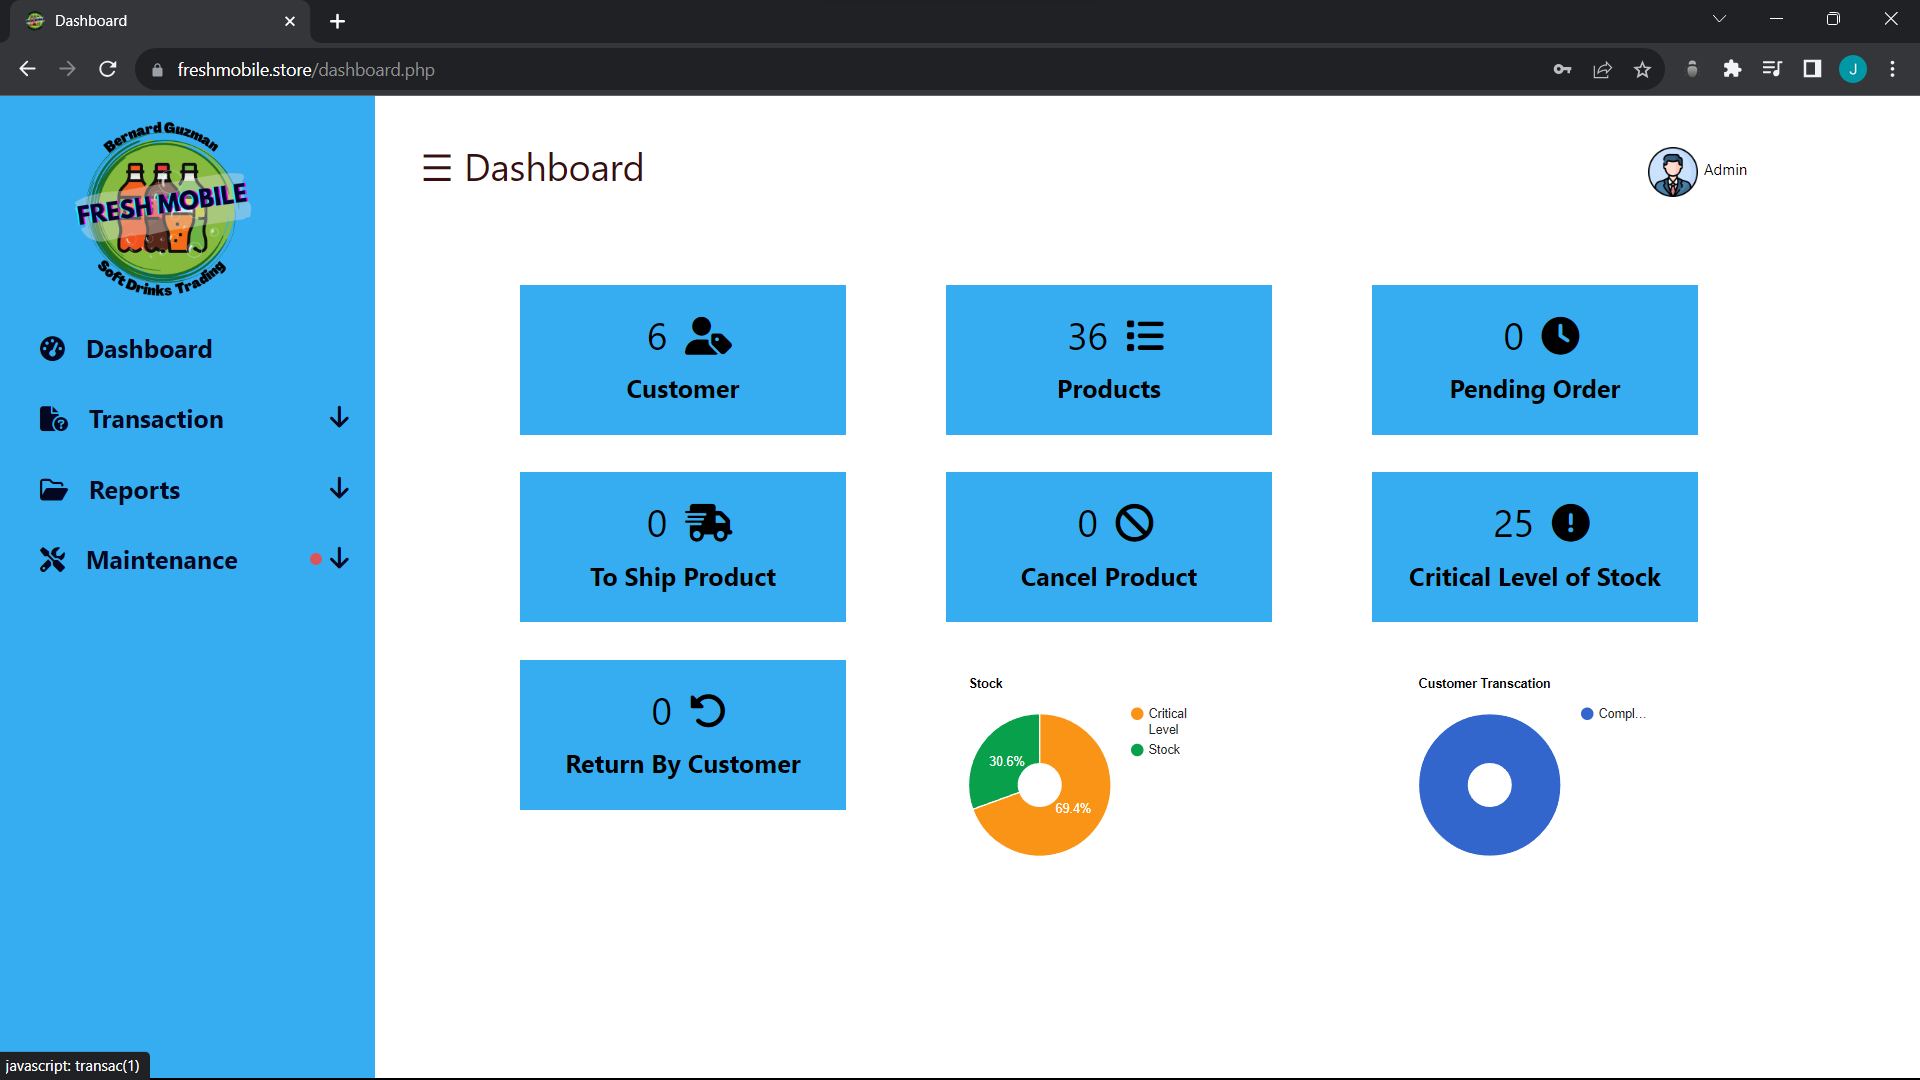 Dashboard
freshmobile.store/dashboard.php
J
Bernard Guzman
FRESH MOBILE
Soft Drinks Trading
Dashboard
Transaction
Reports
Maintenance
☰ Dashboard
Admin
6
Customer
36
Products
0
Pending Order
0
To Ship Product
0
Cancel Product
25
Critical Level of Stock
0
Return By Customer
Stock
Critical
Level
Stock
30.6%
69.4%
Customer Transcation
Compl...
javascript: transac(1)